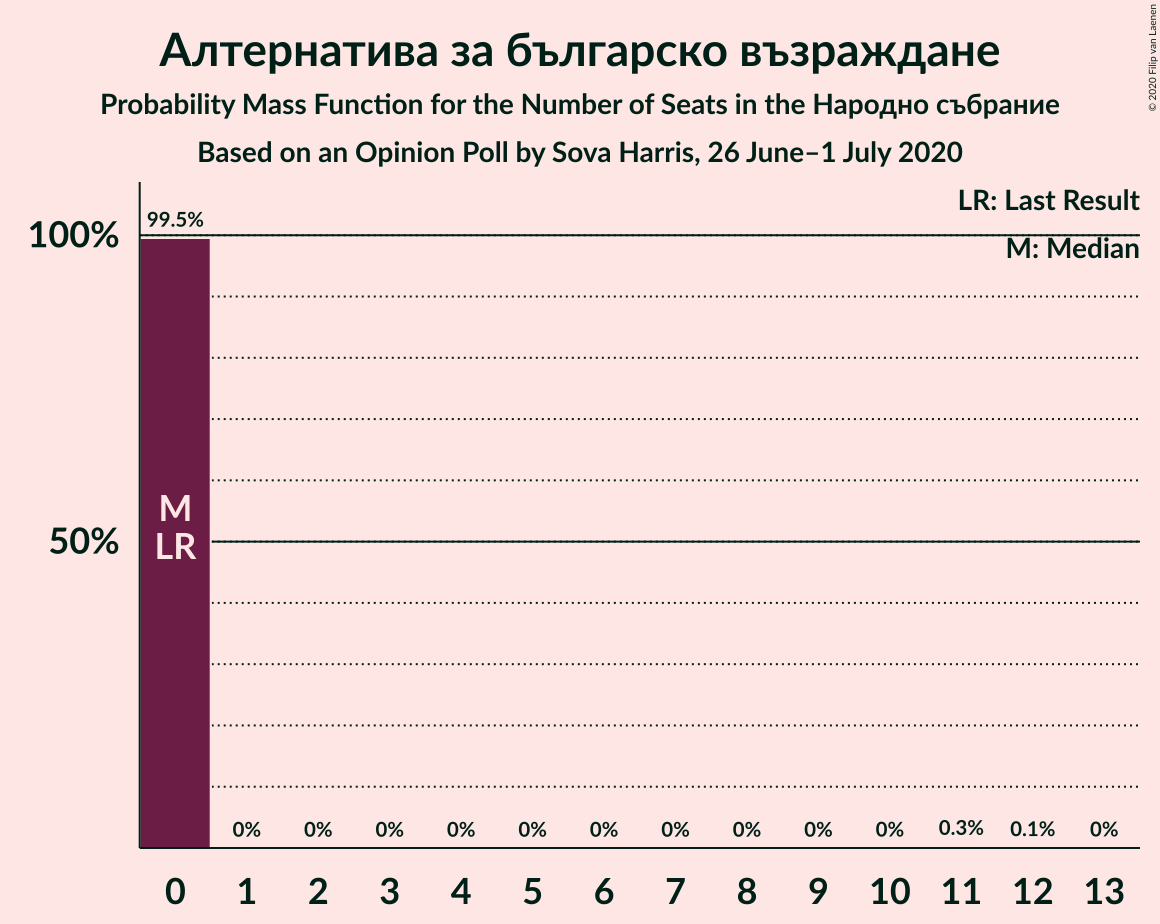 Алтернатива за българско възраждане
Probability Mass Function for the Number of Seats in the Народно събрание
Based on an Opinion Poll by Sova Harris, 26 June–1 July 2020
© 2020 Filip van Laenen
LR: Last Result
M: Median
99.5%
100%
50%
M
LR
0% 0% 0% 0% 0% 0% 0% 0% 0% 0% 0.3% 0.1% 0%
0 1 2 3 4 5 6 7 8 9 10 11 12 13